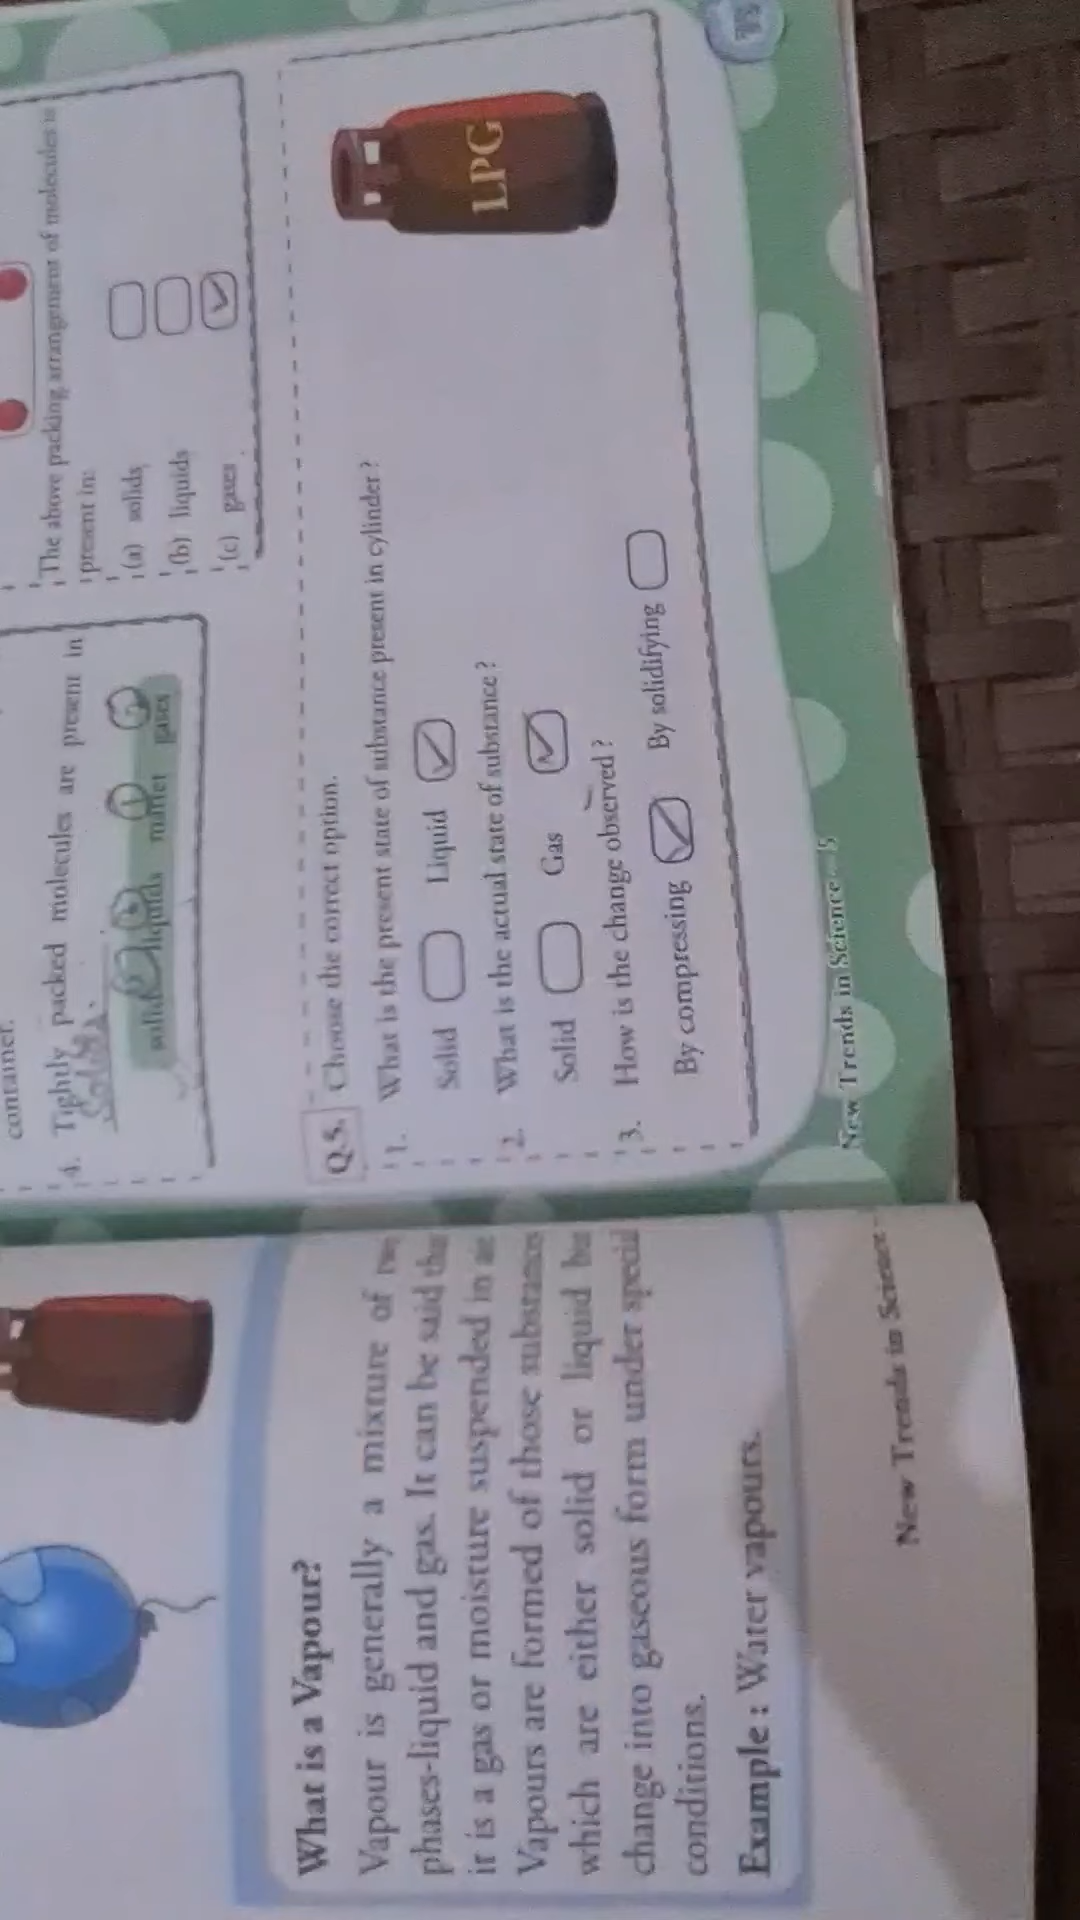 What is a Vapour?
Vapour is generally a mixture of
phases-liquid and gas. It can be said that
it is a gas or moisture suspended in air
Vapours are formed of those substances
which are either solid or liquid but
change into gaseous form under special
conditions.
Example : Water vapours.
New Trends in Science
container.
4. Tightly packed molecules are present in
Solids.
solid liquids matter gases
The above packing arrangement of molecules is
present in:
(a) solids
(b) liquids
(c) gases
Q.5. Choose the correct option.
1. What is the present state of substance present in cylinder?
Solid Liquid
2. What is the actual state of substance?
Solid Gas
3. How is the change observed?
By compressing By solidifying
LPG
New Trends in Science–5